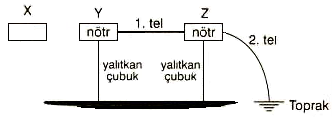 X Y Z
nötr 1. tel nötr 2. tel
yalıtkan yalıtkan
çubuk çubuk
Toprak